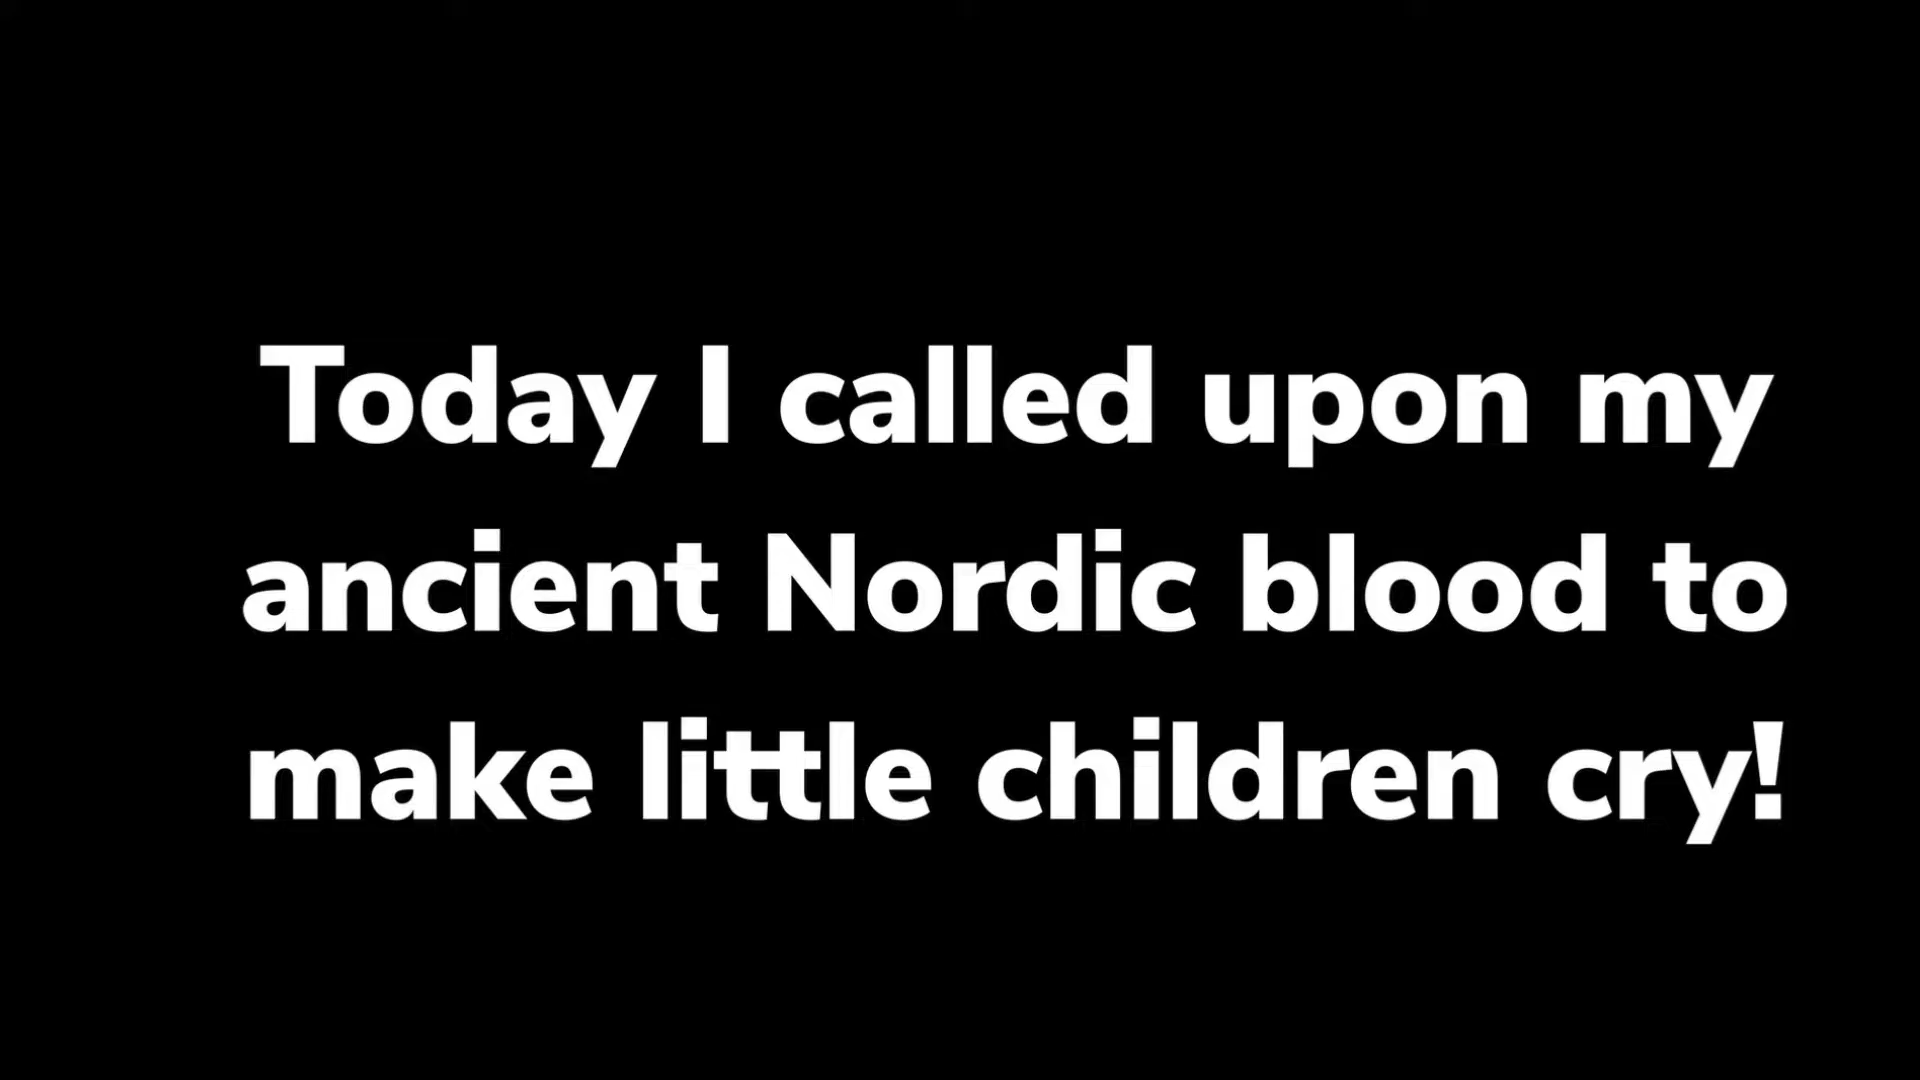 Today I called upon my
ancient Nordic blood to
make little children cry!